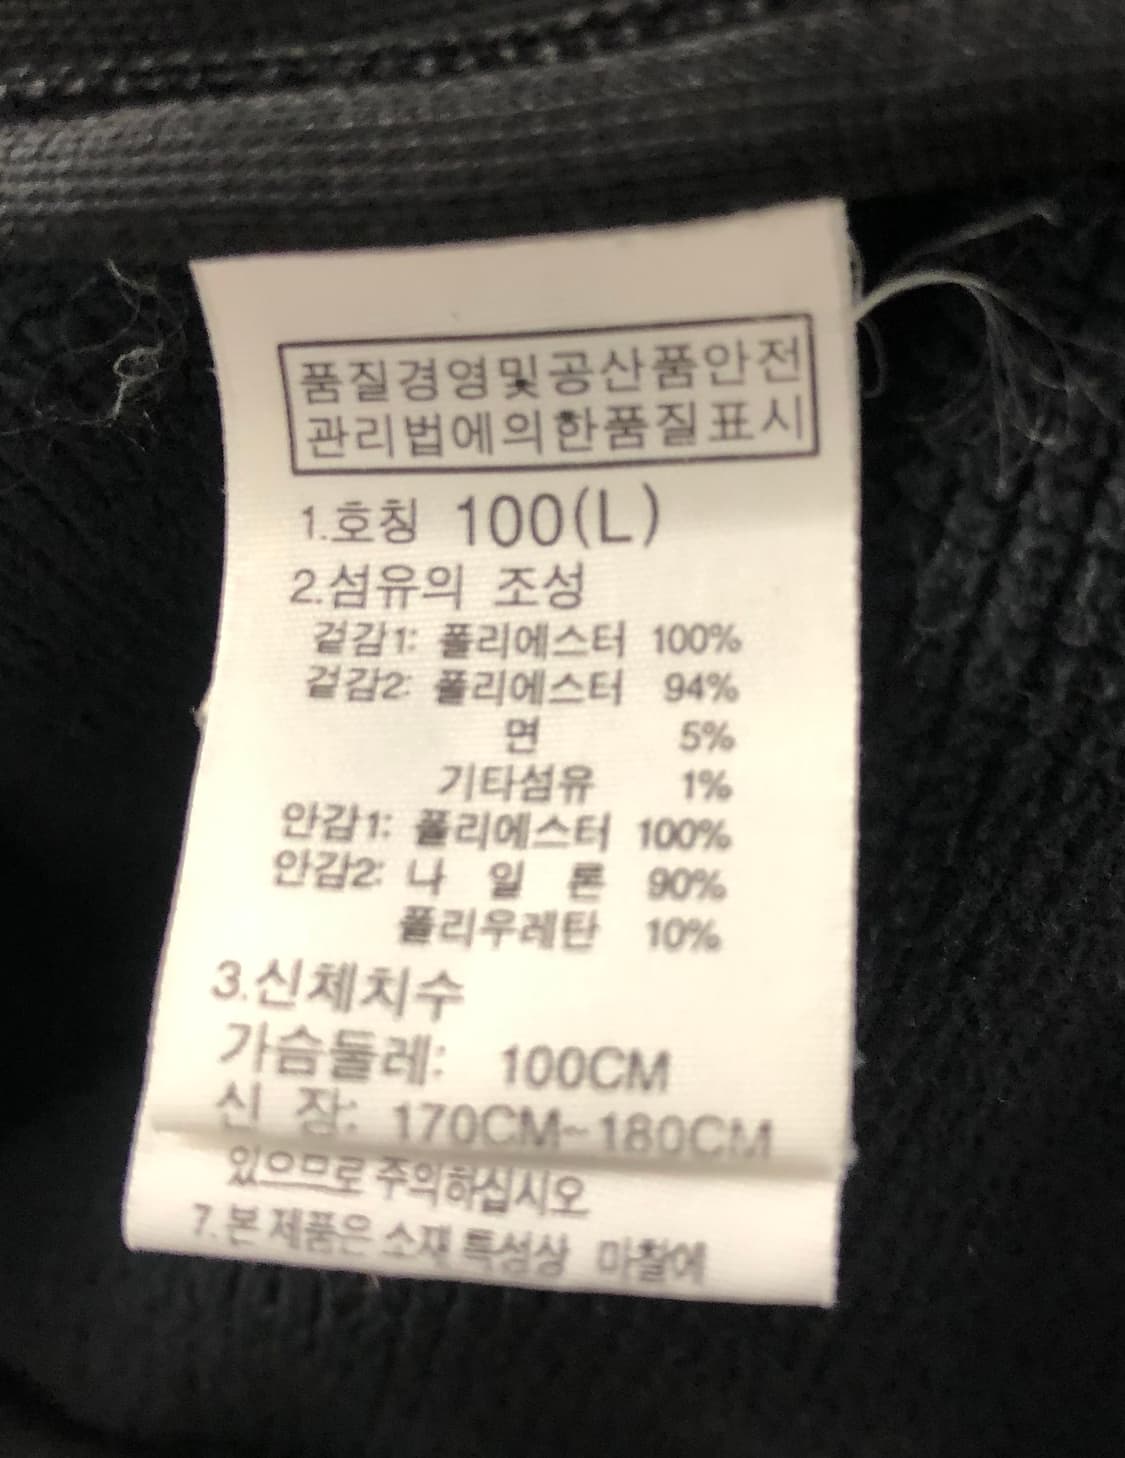 품질경영및공산품안전
관리법에의한품질표시
1.호칭 100(L)
2.섬유의 조성
겉감1: 폴리에스터 100%
겉감2: 폴리에스터 94%
면 5%
기타섬유 1%
안감1: 폴리에스터 100%
안감2: 나 일 론 90%
폴리우레탄 10%
3.신체치수
가슴둘레: 100CM
신 장: 170CM~180CM
있으므로 주의하십시오
7.본 제품은 소재 특성상 마찰에